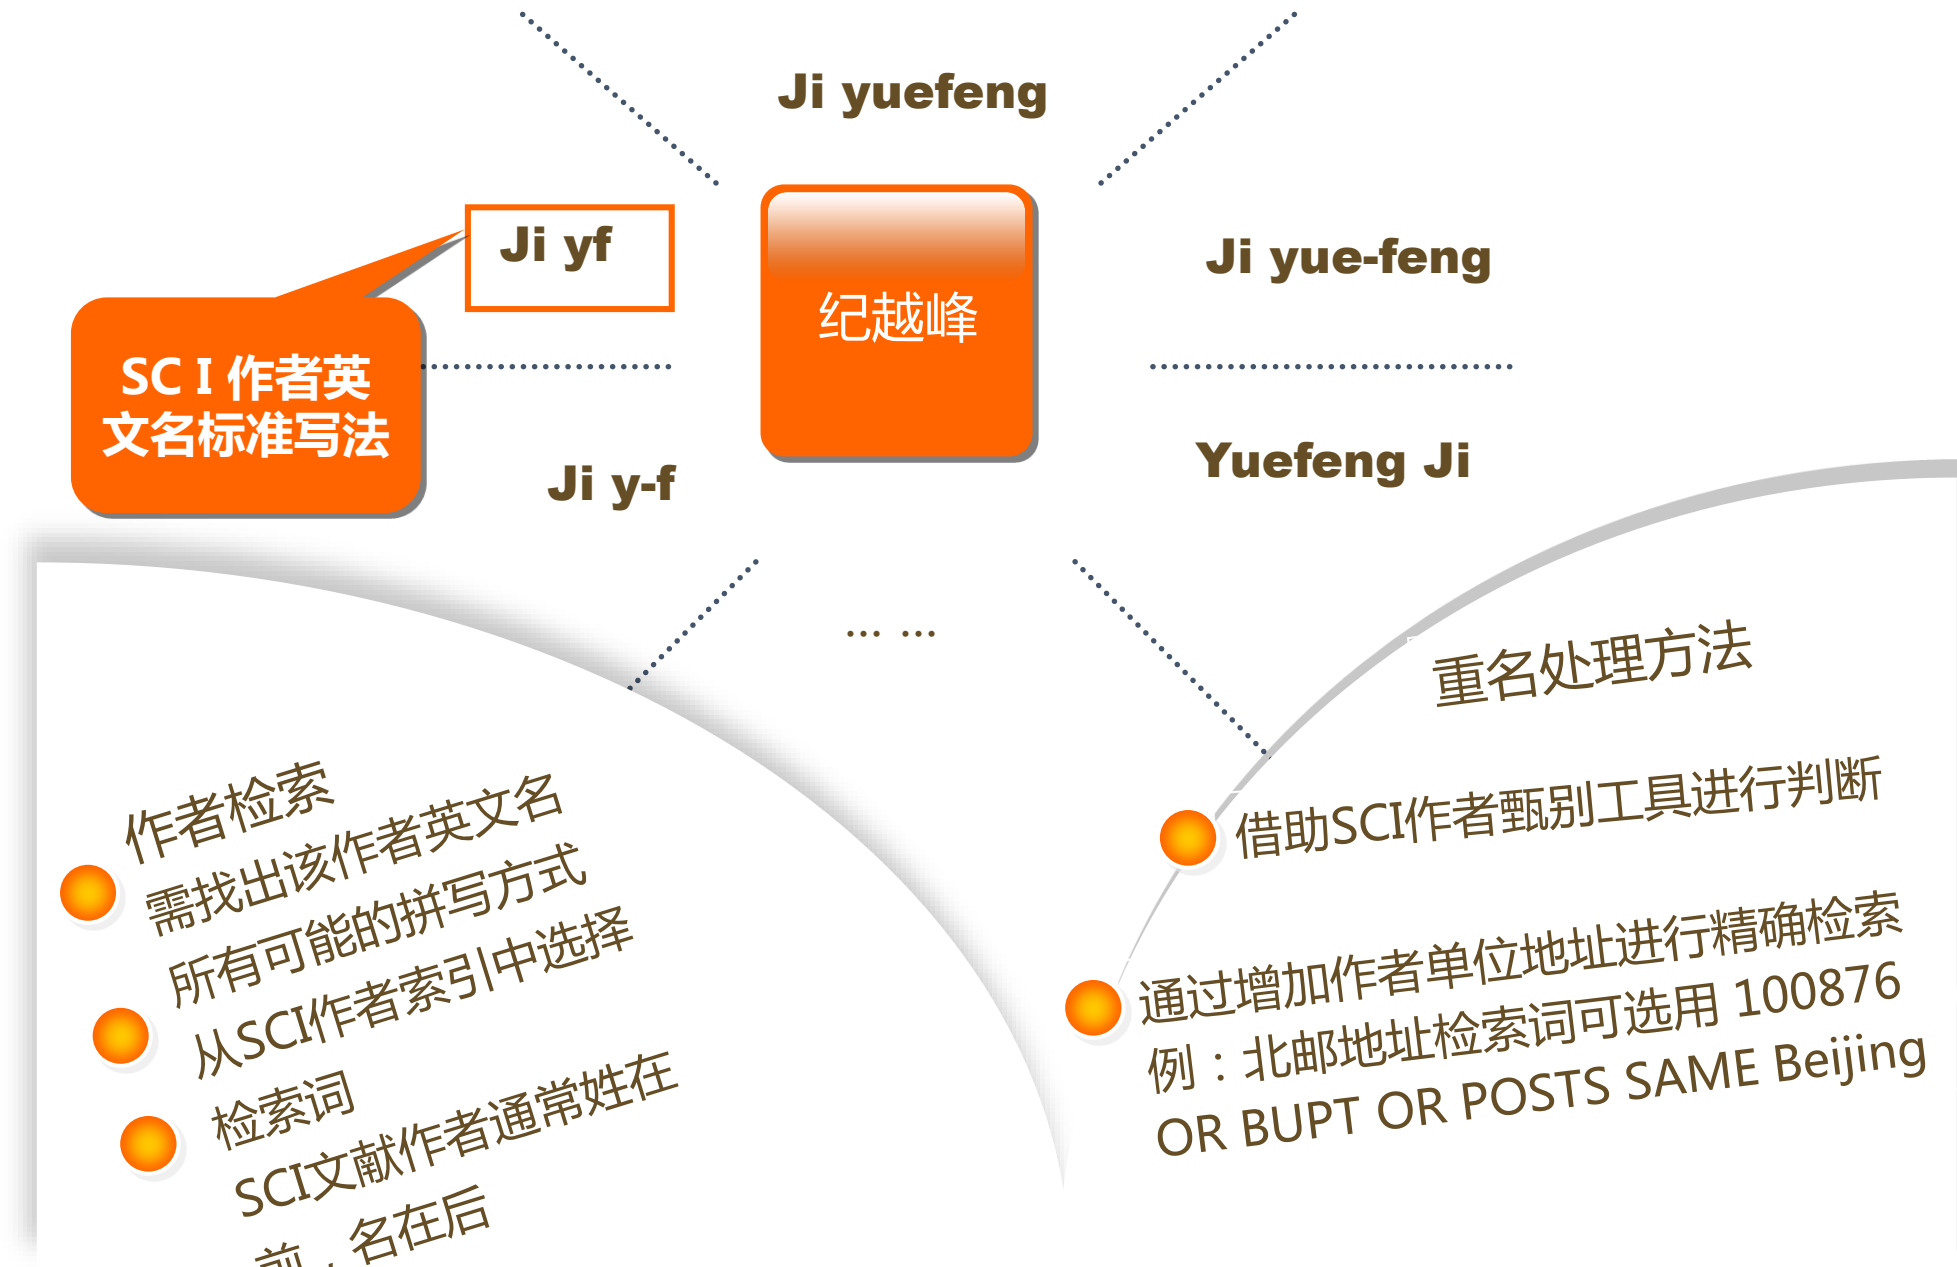 Ji yuefeng
Ji yf
Ji yue-feng
纪越峰
SC I 作者英
文名标准写法
Ji y-f
Yuefeng Ji
... ...
作者检索
需找出该作者英文名
所有可能的拼写方式
从SCI作者索引中选择
检索词
SCI文献作者通常姓在
前，名在后
重名处理方法
借助SCI作者甄别工具进行判断
通过增加作者单位地址进行精确检索
例：北邮地址检索词可选用 100876
OR BUPT OR POSTS SAME Beijing